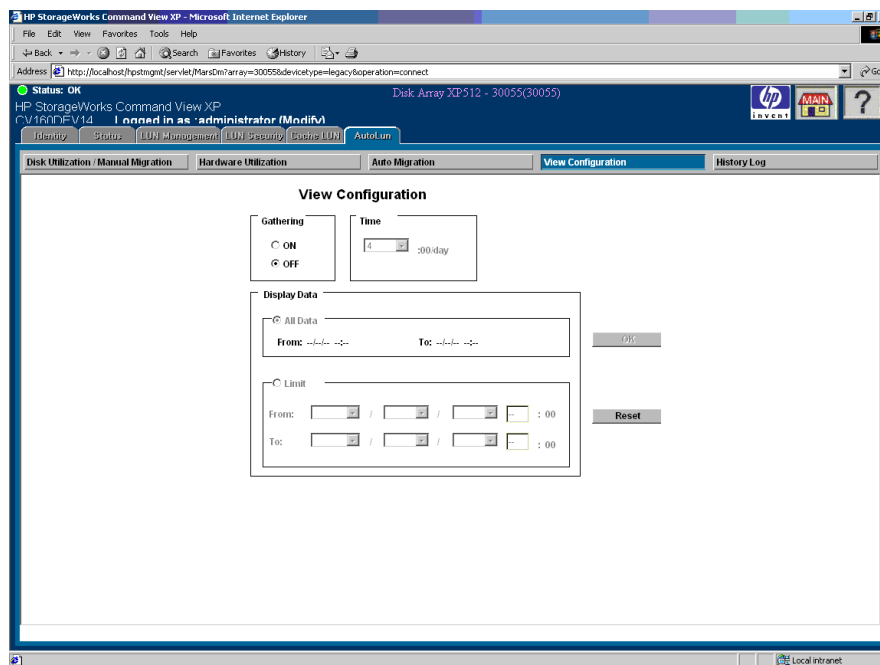 HP StorageWorks Command View XP - Microsoft Internet Explorer
File Edit View Favorites Tools Help
Back Search Favorites History
Address http://localhost/hpstmgmt/servlet/MarsDm?array=30055&devicetype=legacy&operation=connect Go
Status: OK
Disk Array XP512 - 30055(30055)
HP StorageWorks Command View XP
CV160DEV14 Logged in as :administrator (Modify)
hp
invent
MAIN
?
Identity Status LUN Management LUN Security Cache LUN AutoLun
Disk Utilization / Manual Migration Hardware Utilization Auto Migration View Configuration History Log
View Configuration
Gathering Time
ON
4 :00/day
OFF
Display Data
All Data
From: --/--/-- --:-- To: --/--/-- --:--
OK
Limit
From: / / -- : 00
Reset
To: / / -- : 00
Local intranet